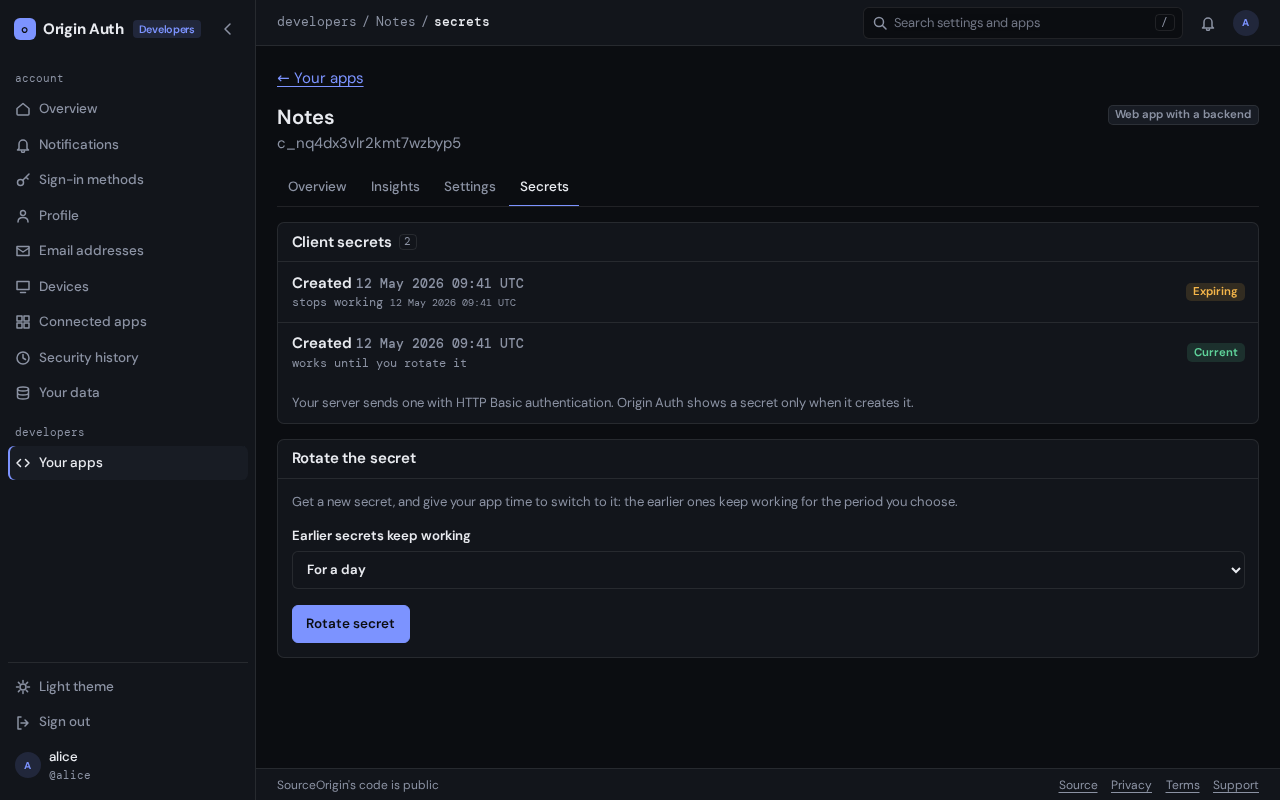 o Origin Auth Developers
developers / Notes / secrets
Search settings and apps /
A
account
Overview
Notifications
Sign-in methods
Profile
Email addresses
Devices
Connected apps
Security history
Your data
developers
Your apps
Light theme
Sign out
A alice
@alice
← Your apps
Notes
Web app with a backend
c_nq4dx3vlr2kmt7wzbyp5
Overview Insights Settings Secrets
Client secrets 2
Created 12 May 2026 09:41 UTC
stops working 12 May 2026 09:41 UTC
Expiring
Created 12 May 2026 09:41 UTC
works until you rotate it
Current
Your server sends one with HTTP Basic authentication. Origin Auth shows a secret only when it creates it.
Rotate the secret
Get a new secret, and give your app time to switch to it: the earlier ones keep working for the period you choose.
Earlier secrets keep working
For a day
Rotate secret
SourceOrigin's code is public
Source Privacy Terms Support